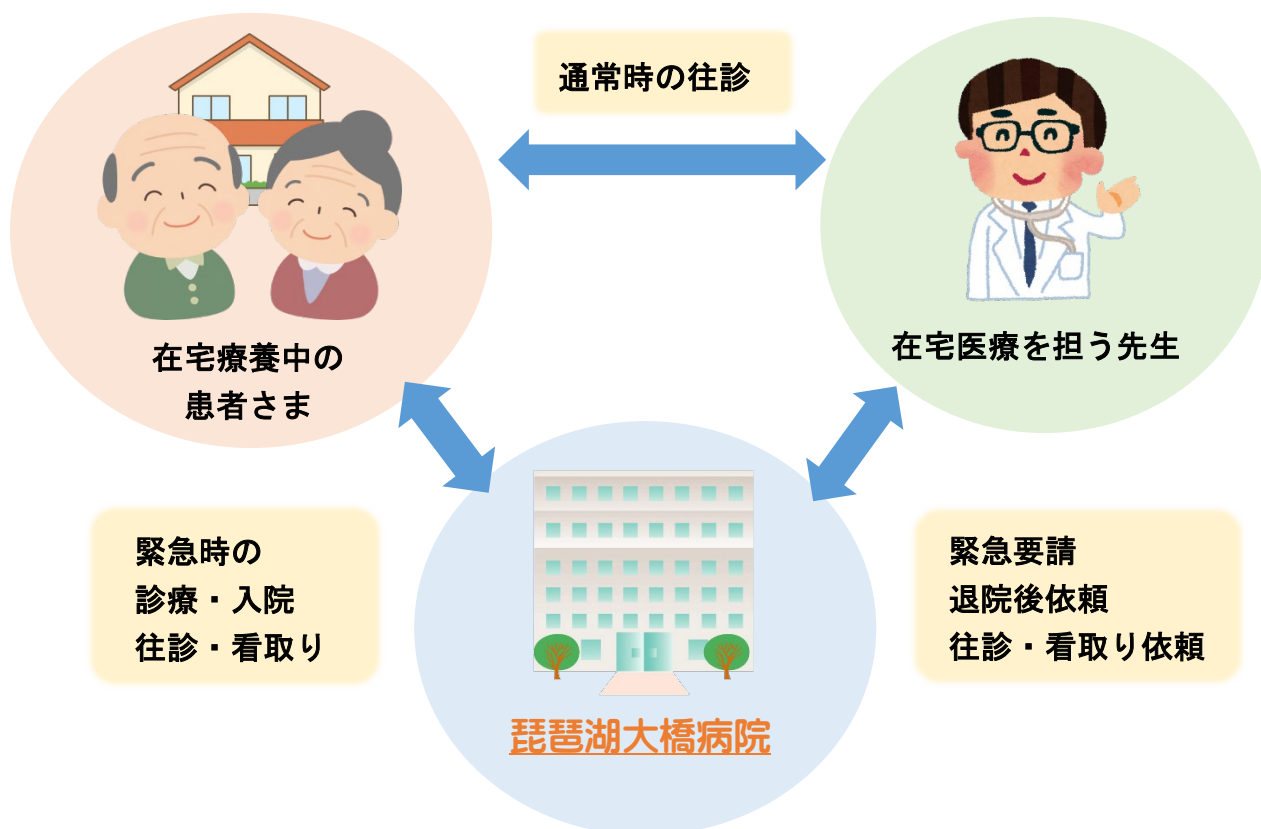 通常時の往診
在宅療養中の
患者さま
在宅医療を担う先生
緊急時の
診療・入院
往診・看取り
緊急要請
退院後依頼
往診・看取り依頼
琵琶湖大橋病院